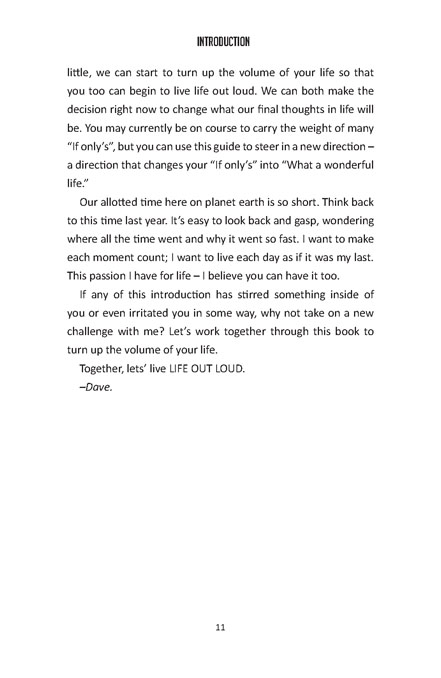 INTRODUCTION
little, we can start to turn up the volume of your life so that
you too can begin to live life out loud. We can both make the
decision right now to change what our final thoughts in life will
be. You may currently be on course to carry the weight of many
“If only’s”, but you can use this guide to steer in a new direction –
a direction that changes your “If only’s” into “What a wonderful
life.”
Our allotted time here on planet earth is so short. Think back
to this time last year. It’s easy to look back and gasp, wondering
where all the time went and why it went so fast. I want to make
each moment count; I want to live each day as if it was my last.
This passion I have for life – I believe you can have it too.
If any of this introduction has stirred something inside of
you or even irritated you in some way, why not take on a new
challenge with me? Let’s work together through this book to
turn up the volume of your life.
Together, lets’ live LIFE OUT LOUD.
–Dave.
11